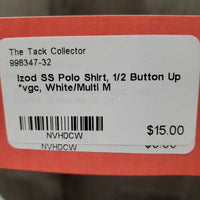 The Tack Collector
998347-32
Izod SS Polo Shirt, 1/2 Button Up
*vgc, White/Multi M
NVHDCW
$15.00
NVHDCW